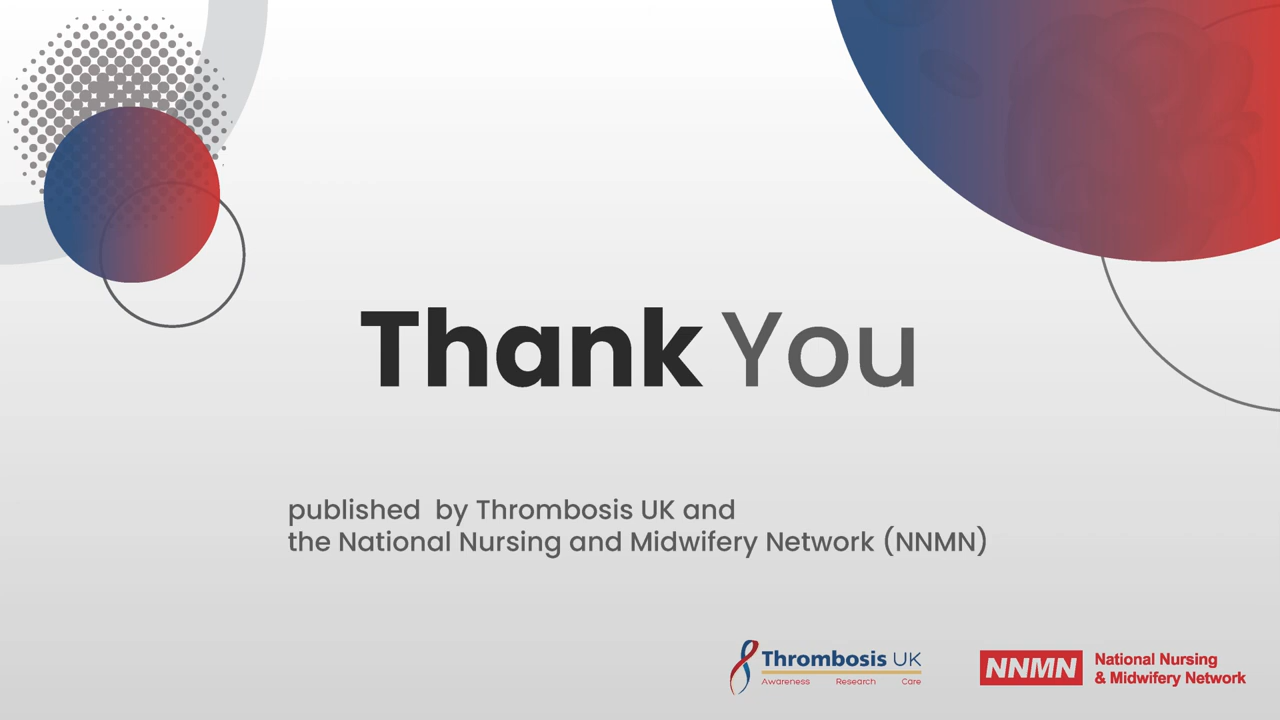 Thank You
published  by Thrombosis UK and
the National Nursing and Midwifery Network (NNMN)
Thrombosis UK
Awareness Research Care
NNMN
National Nursing
& Midwifery Network